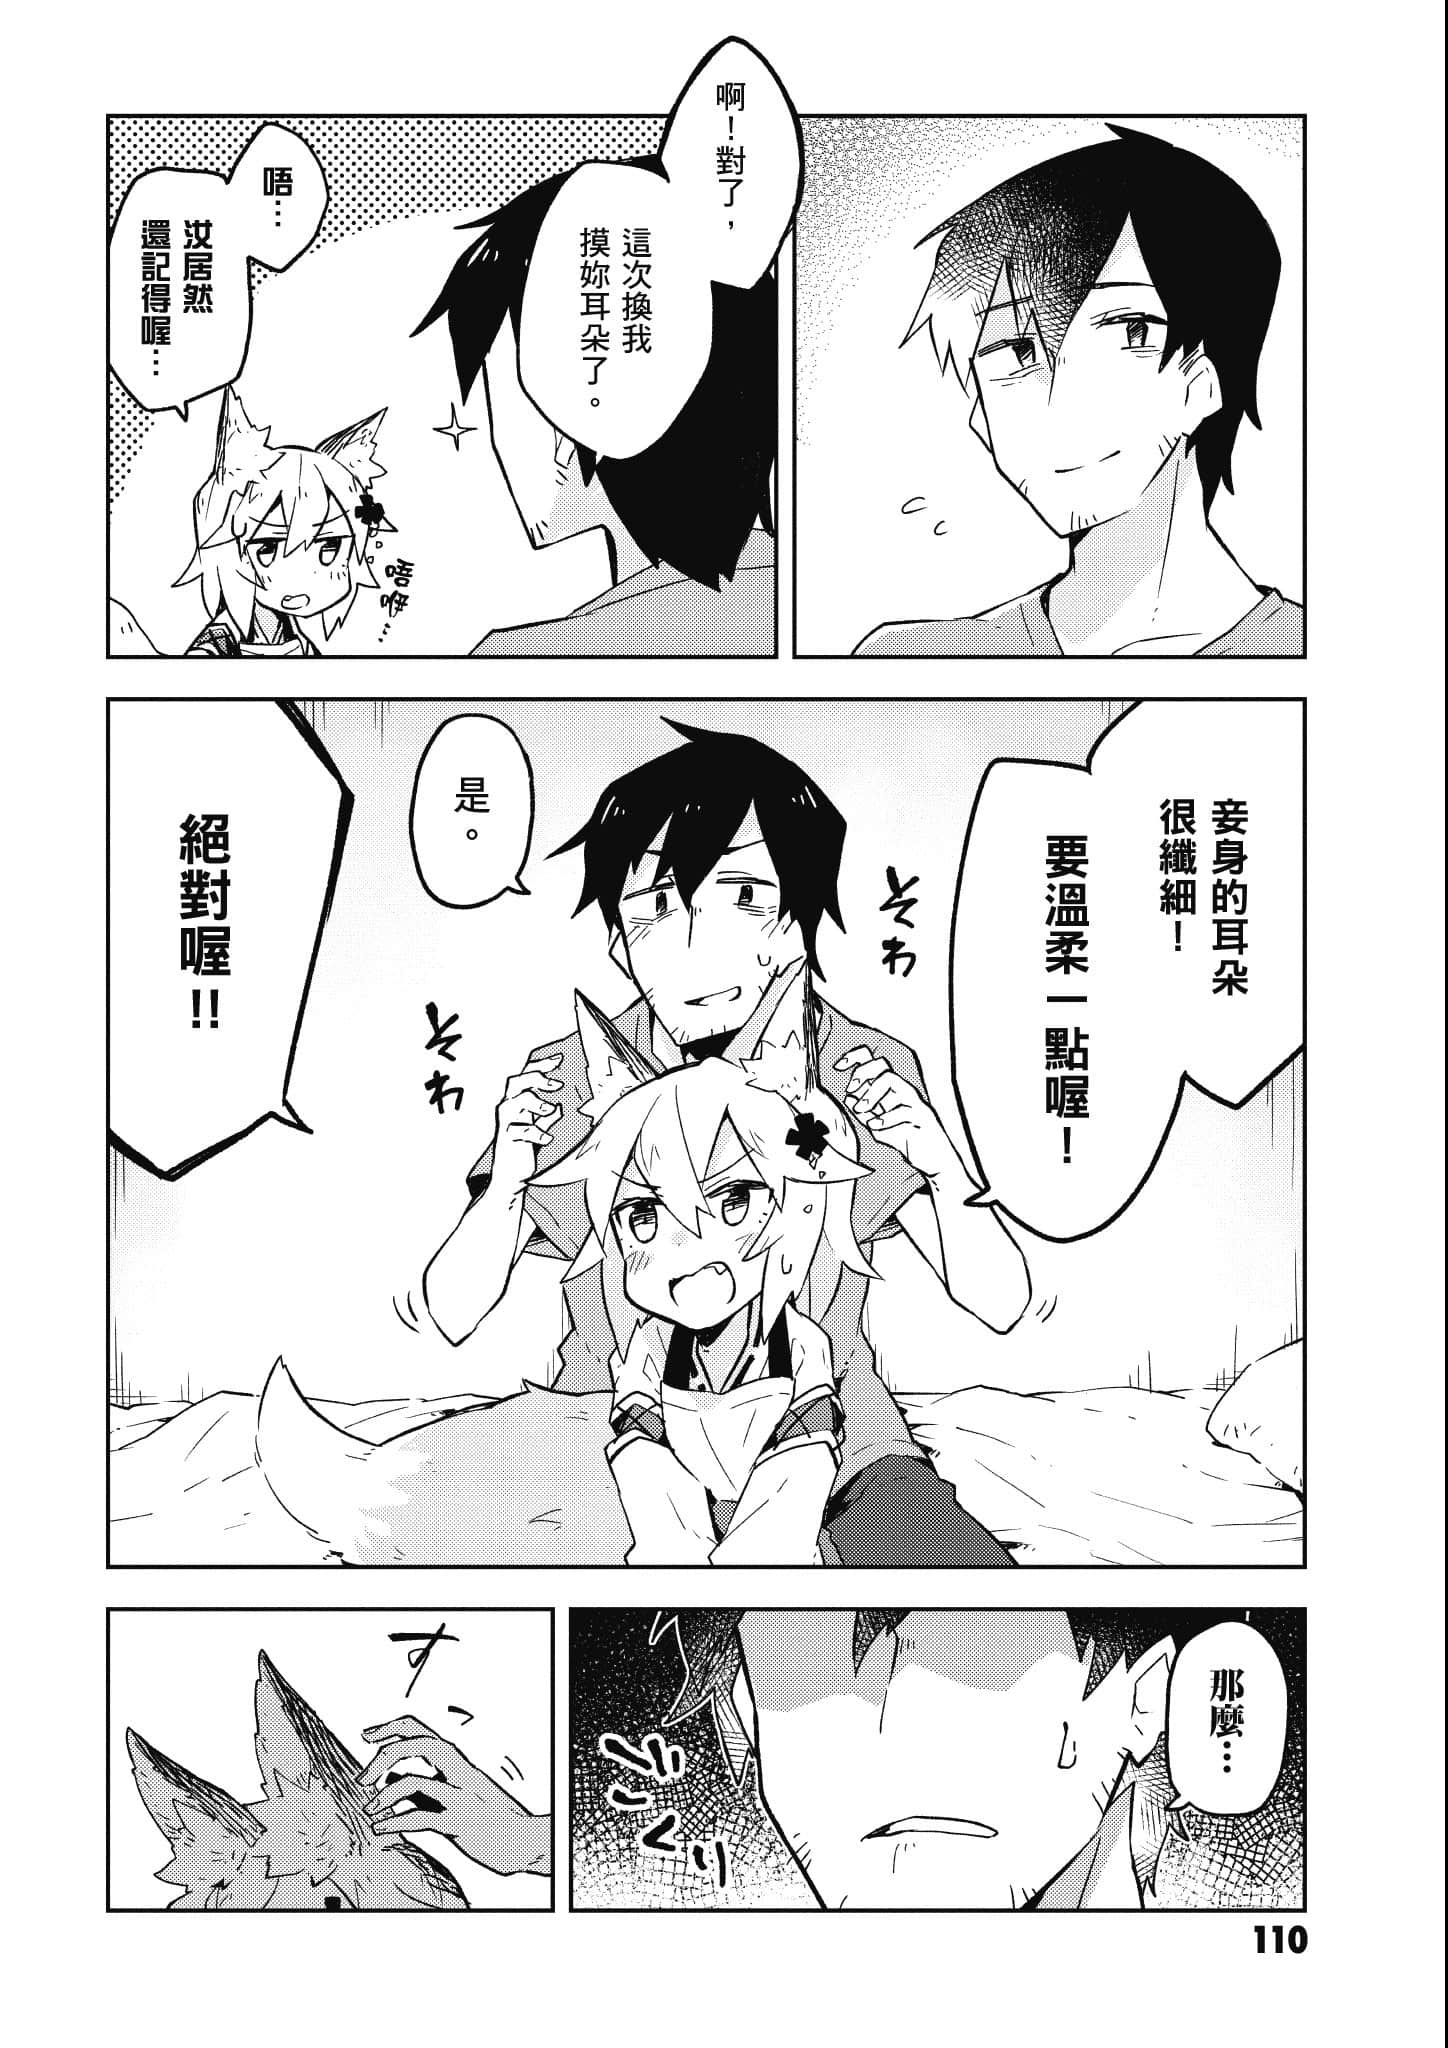 啊！對了，
這次換我
摸妳耳朵了。
唔…
汝居然
還記得喔…
唔咿…
妾身的耳朵
很纖細！
要溫柔一點喔！
そわ
是。
そわ
絕對喔!!
那麼…
ごくり
すっ
110